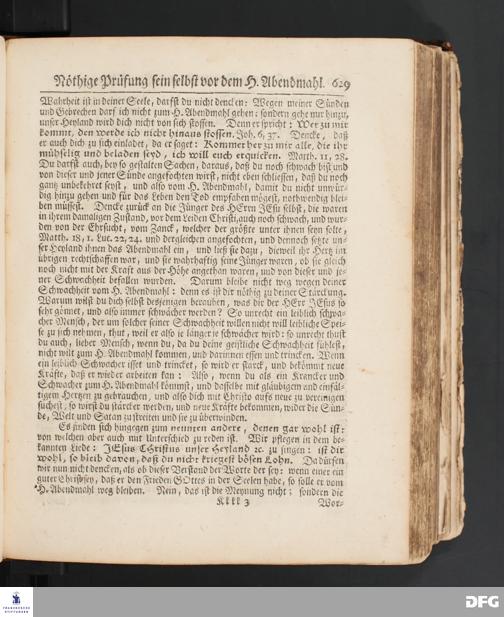 Nöthige Prüfung sein selbst vor dem H. Abendmahl. 629
Wahrheit ist in deiner Seele, darfst du nicht dencken: Wegen meiner Sünden
und Gebrechen darf ich nicht zum H. Abendmahl gehen: sondern gehe nur hinzu,
unser Heyland wird dich nicht von sich stossen. Denn er spricht: Wer zu mir
kommt, den werde ich nicht hinaus stossen. Joh. 6, 37. Dencke, daß
er auch dich zu sich einladet, da er saget: Kommet her zu mir alle, die ihr
mühselig und beladen seyd, ich will euch erquicken. Matth. 11, 28.
Du darfst auch, bey so gestalten Sachen, daraus, daß du noch schwach bist und
von dieser und jener Sünde angefochten wirst, nicht eben schliessen, daß du noch
gantz unbekehret seyst, und also vom H. Abendmahl, damit du nicht unwür-
dig hinzu gehen und für das Leben den Tod empfahen mögest, nothwendig blei-
ben müssest. Dencke zurück an die Jünger des HErrn JEsu selbst, die waren
in ihrem damaligen Zustand, vor dem Leiden Christi, auch noch schwach, und wur-
den von der Ehrsucht, vom Zanck, welcher der größte unter ihnen seyn solte,
Matth. 18, 1. Luc. 22, 24. und dergleichen angefochten, und dennoch setzte un-
ser Heyland ihnen das Abendmahl ein, und ließ sie dazu, dieweil ihr Hertz im
übrigen rechtschaffen war, und sie wahrhaftig seine Jünger waren, ob sie gleich
noch nicht mit der Kraft aus der Höhe angethan waren, und von dieser und je-
ner Schwachheit befallen wurden. Darum bleibe nicht weg wegen deiner
Schwachheit vom H. Abendmahl: denn es ist dir nöthig zu deiner Stärckung.
Warum wilst du dich selbst desjenigen berauben, was dir der HErr JEsus so
sehr gönnet, und also immer schwächer werden? So unrecht ein leiblich schwa-
cher Mensch, der um solcher seiner Schwachheit willen nicht will leibliche Spei-
se zu sich nehmen, thut, weil er also je länger je schwächer wird: so unrecht thust
du auch, lieber Mensch, wenn du, da du deine geistliche Schwachheit fühlest,
nicht wilt zum H. Abendmahl kommen, und darinnen essen und trincken. Wenn
ein leiblich Schwacher isset und trincket, so wird er starck, und bekömmt neue
Kräfte, daß er wieder arbeiten kan: Also, wenn du als ein Krancker und
Schwacher zum H. Abendmahl kömmst, und dasselbe mit gläubigem und einfäl-
tigem Hertzen zu gebrauchen, und also dich mit Christo aufs neue zu vereinigen
suchest, so wirst du stärcker werden, und neue Kräfte bekommen, wider die Sün-
de, Welt und Satan zu streiten und sie zu überwinden.
Es finden sich hingegen zum andere, denen gar wohl ist:
von welchen aber auch mit Unterschied zu reden ist. Wir pflegen in dem be-
kannten Liede: JEsus Christus unser Heyland ꝛc. zu singen: ist dir
wohl, so bleib davon, daß du nicht kriegest bösen Lohn. Da dürfen
wir nun nicht dencken, als ob dieser Verstand der Worte sey: wenn einer ein
guter Christ sey, daß er den Frieden GOttes in der Seelen habe, so solle er vom
H. Abendmahl weg bleiben. Nein, das ist die Meynung nicht; sondern die
Kkkk 3 Wor-
FRANCKESCHE STIFTUNGEN
DFG